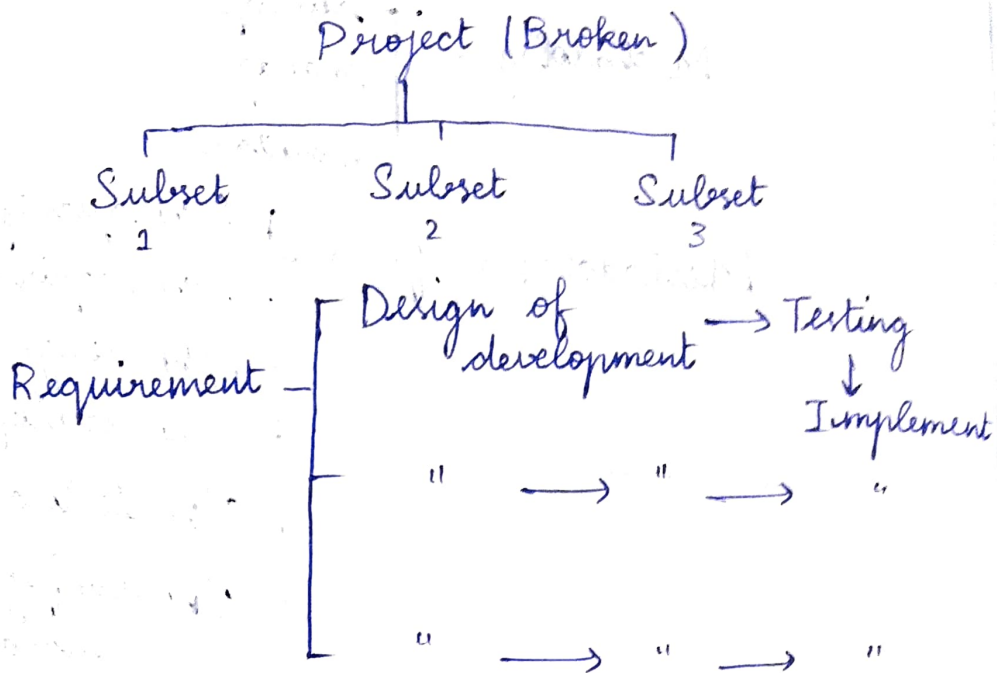 Project (Broken)
Subset Subset Subset
1 2 3
Design of → Testing
development
Requirement ↓
Implement
" → " → "
" → " → "